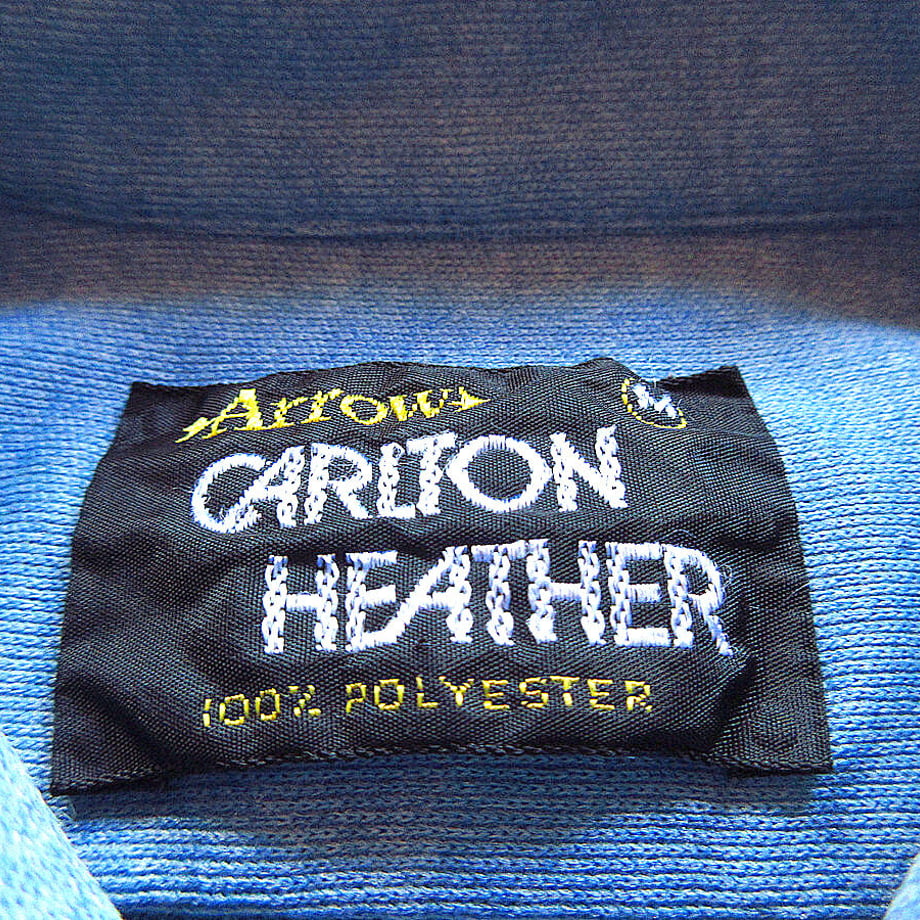 Arrow M
CARLTON
HEATHER
100% POLYESTER